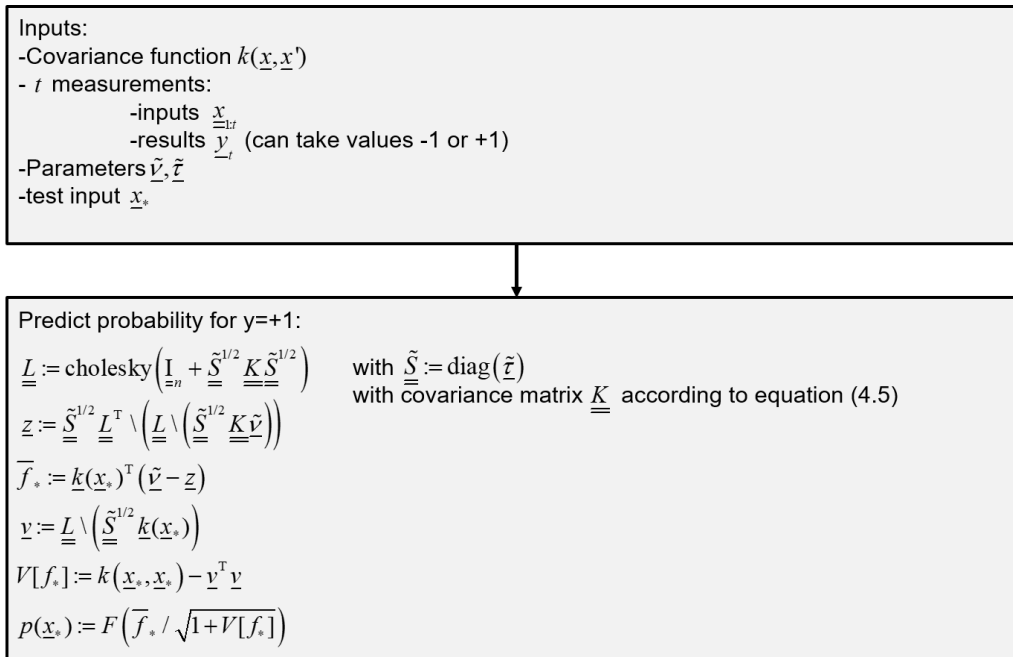 Inputs:
-Covariance function k(x,x')
- t measurements:
-inputs x_{1:t}
-results y_t (can take values -1 or +1)
-Parameters ṽ,τ̃
-test input x_*
Predict probability for y=+1:
L := cholesky(I_n + S̃^{1/2} K S̃^{1/2}) with S̃ := diag(τ̃)
with covariance matrix K according to equation (4.5)
z := S̃^{1/2} L^T \ (L \ (S̃^{1/2} K ṽ))
f̅_* := k(x_*)^T (ṽ − z)
v := L \ (S̃^{1/2} k(x_*))
V[f_*] := k(x_*,x_*) − v^T v
p(x_*) := F(f̅_* / √(1+V[f_*]))